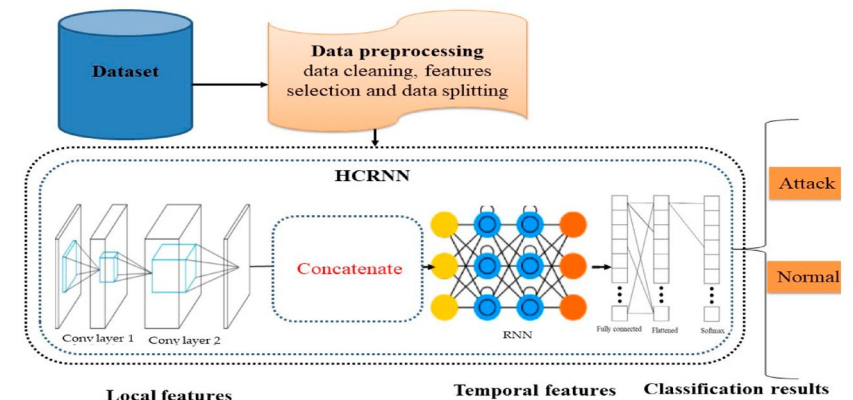 Dataset
Data preprocessing
data cleaning, features
selection and data splitting
HCRNN
Attack
Concatenate
Normal
Conv layer 1
Conv layer 2
RNN
Fully connected
Flattened
Softmax
Local features
Temporal features
Classification results